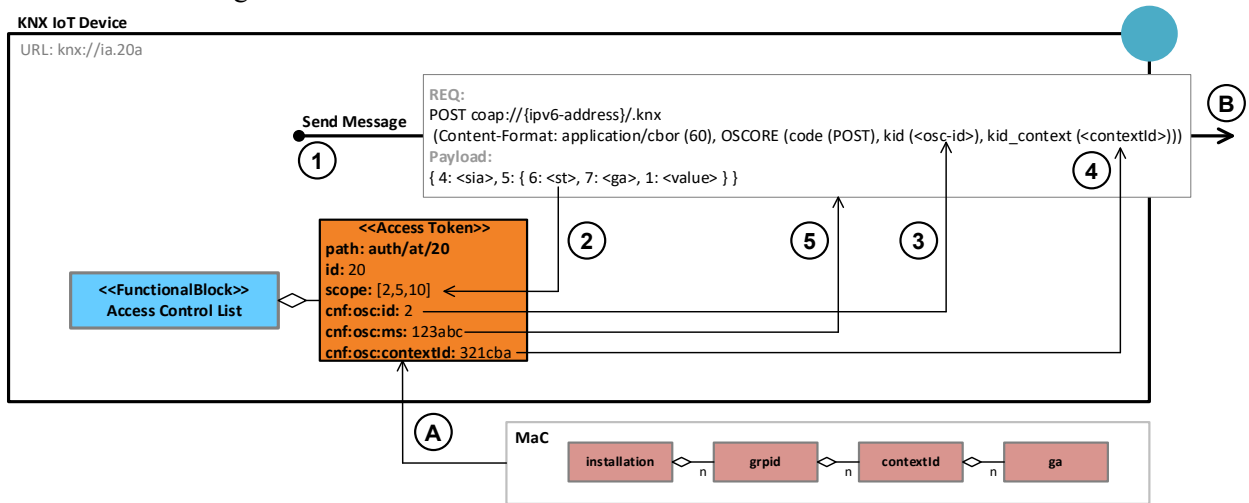 KNX IoT Device
URL: knx://ia.20a
REQ:
POST coap://{ipv6-address}/.knx
(Content-Format: application/cbor (60), OSCORE (code (POST), kid (<osc-id>), kid_context (<contextId>)))
Payload:
{ 4: <sia>, 5: { 6: <st>, 7: <ga>, 1: <value> } }
Send Message
1
B
4
2
5
3
<<Access Token>>
path: auth/at/20
id: 20
scope: [2,5,10]
cnf:osc:id: 2
cnf:osc:ms: 123abc
cnf:osc:contextId: 321cba
<<FunctionalBlock>>
Access Control List
A
MaC
installation
n
grpid
n
contextId
n
ga